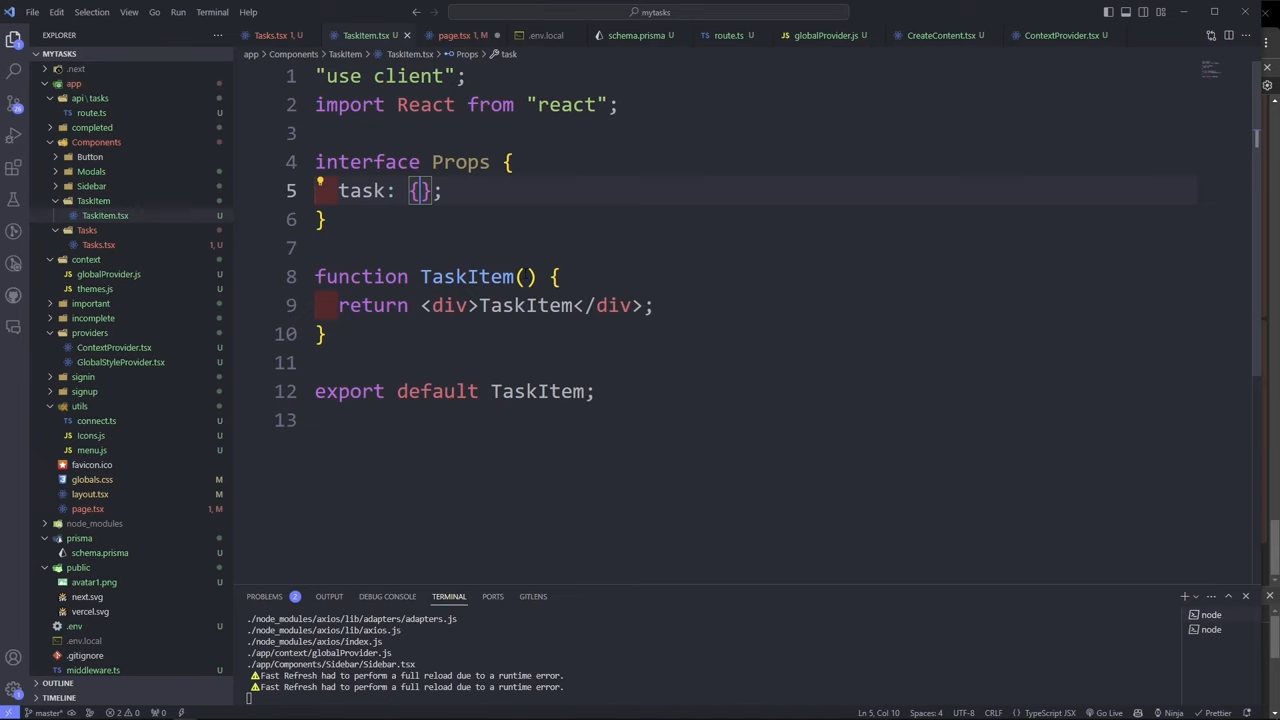 File Edit Selection View Go Run Terminal Help
mytasks
EXPLORER
Tasks.tsx 1, U
TaskItem.tsx U
page.tsx 1, M
.env.local
schema.prisma U
route.ts U
globalProvider.js U
CreateContent.tsx U
ContextProvider.tsx U
app > Components > TaskItem > TaskItem.tsx > Props > task
MYTASKS
.next
app
api \ tasks
route.ts U
completed
Components
Button
Modals
Sidebar
TaskItem
TaskItem.tsx U
Tasks
Tasks.tsx 1, U
context
globalProvider.js U
themes.js U
important
incomplete
providers
ContextProvider.tsx U
GlobalStyleProvider.tsx U
signin
signup
utils
connect.ts U
Icons.js U
menu.js U
favicon.ico
globals.css M
layout.tsx M
page.tsx 1, M
node_modules
prisma
schema.prisma U
public
avatar1.png U
next.svg
vercel.svg
.env U
.env.local
.gitignore
middleware.ts U
OUTLINE
TIMELINE
1 "use client";
2 import React from "react";
3
4 interface Props {
5 task: {};
6 }
7
8 function TaskItem() {
9 return <div>TaskItem</div>;
10 }
11
12 export default TaskItem;
13
PROBLEMS 2 OUTPUT DEBUG CONSOLE TERMINAL PORTS GITLENS
./node_modules/axios/lib/adapters/adapters.js
./node_modules/axios/lib/axios.js
./node_modules/axios/index.js
./app/context/globalProvider.js
./app/Components/Sidebar/Sidebar.tsx
⚠Fast Refresh had to perform a full reload due to a runtime error.
⚠Fast Refresh had to perform a full reload due to a runtime error.
node
node
master* 2 0 0 Ln 5, Col 10 Spaces: 4 UTF-8 CRLF {} TypeScript JSX Go Live Ninja Prettier